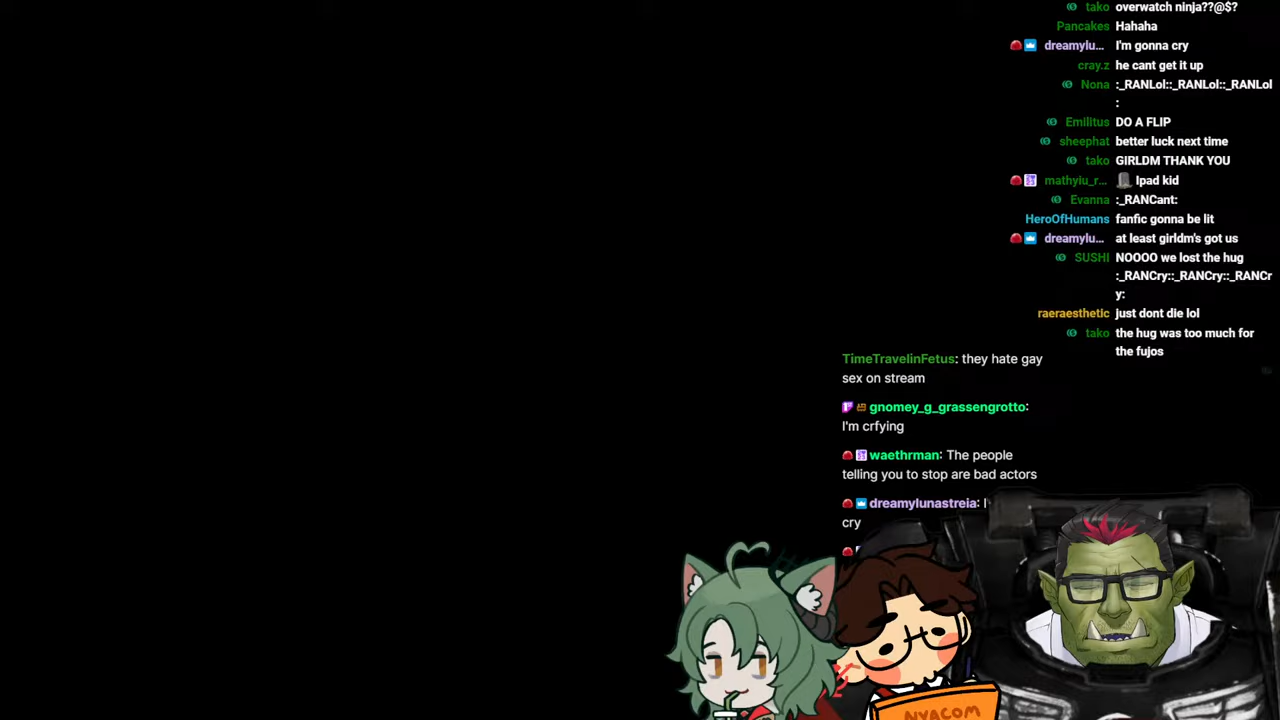 tako overwatch ninja??@$?
Pancakes Hahaha
dreamylu... I'm gonna cry
cray.z he cant get it up
Nona :_RANLol::_RANLol::_RANLol
:
Emilitus DO A FLIP
sheephat better luck next time
tako GIRLDM THANK YOU
mathyiu_r... Ipad kid
Evanna :_RANCant:
HeroOfHumans fanfic gonna be lit
dreamylu... at least girldm's got us
SUSHI NOOOO we lost the hug
:_RANCry::_RANCry::_RANCr
y:
raeraesthetic just dont die lol
tako the hug was too much for
the fujos
TimeTravelinFetus: they hate gay
sex on stream
gnomey_g_grassengrotto:
I'm crfying
waethrman: The people
telling you to stop are bad actors
dreamylunastreia: I
cry
NYACOM